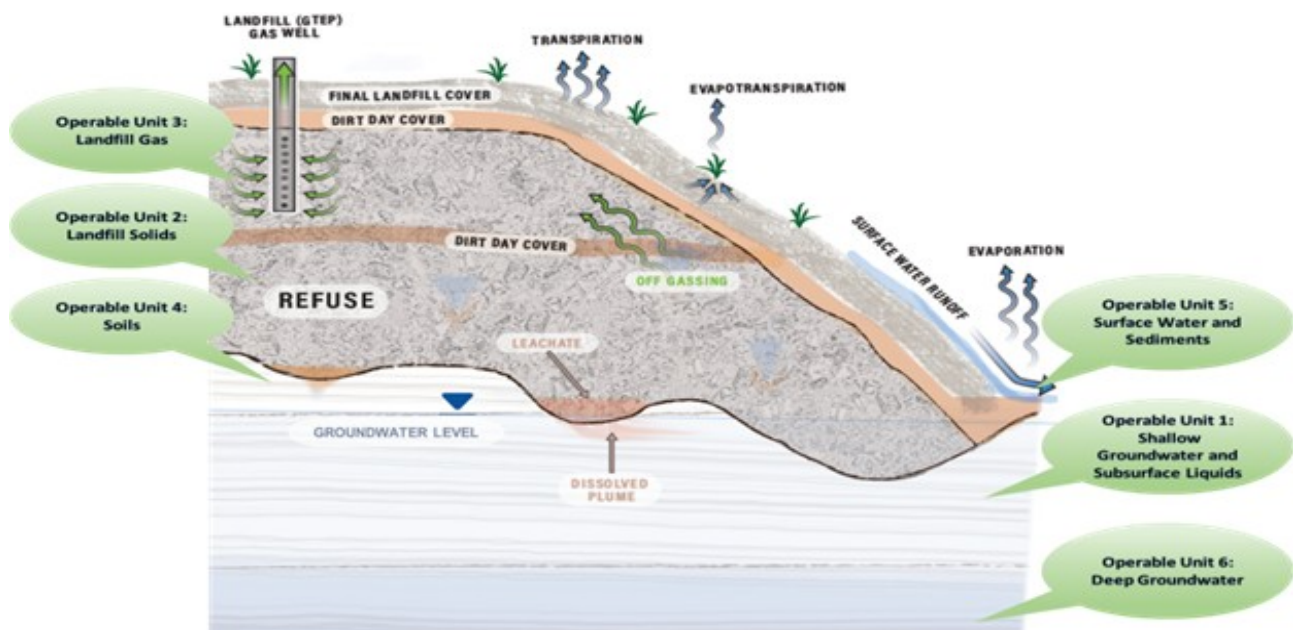 LANDFILL (GTEP)
GAS WELL
TRANSPIRATION
EVAPOTRANSPIRATION
FINAL LANDFILL COVER
DIRT DAY COVER
Operable Unit 3:
Landfill Gas
Operable Unit 2:
Landfill Solids
DIRT DAY COVER
OFF GASSING
SURFACE WATER RUNOFF
EVAPORATION
Operable Unit 4:
Soils
REFUSE
Operable Unit 5:
Surface Water and
Sediments
LEACHATE
GROUNDWATER LEVEL
Operable Unit 1:
Shallow
Groundwater and
Subsurface Liquids
DISSOLVED
PLUME
Operable Unit 6:
Deep Groundwater